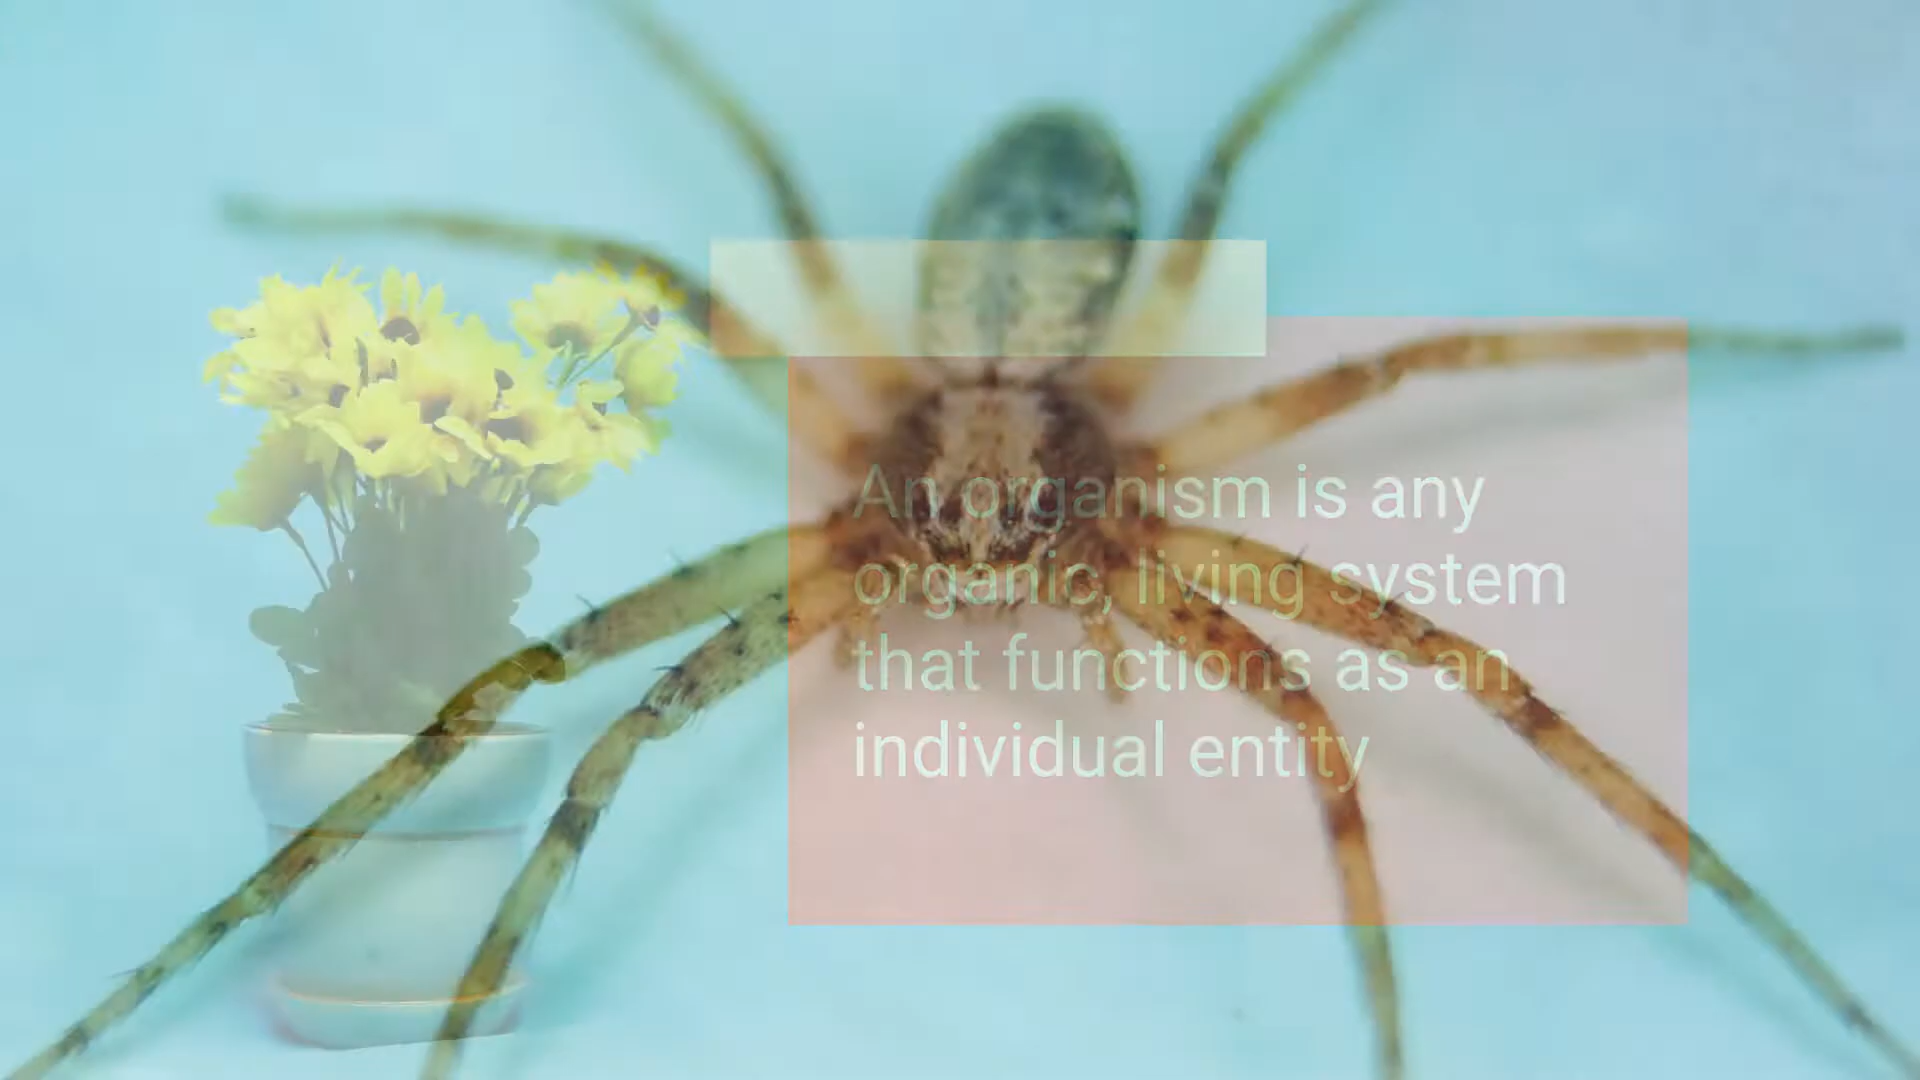 An organism is any
organic, living system
that functions as an
individual entity